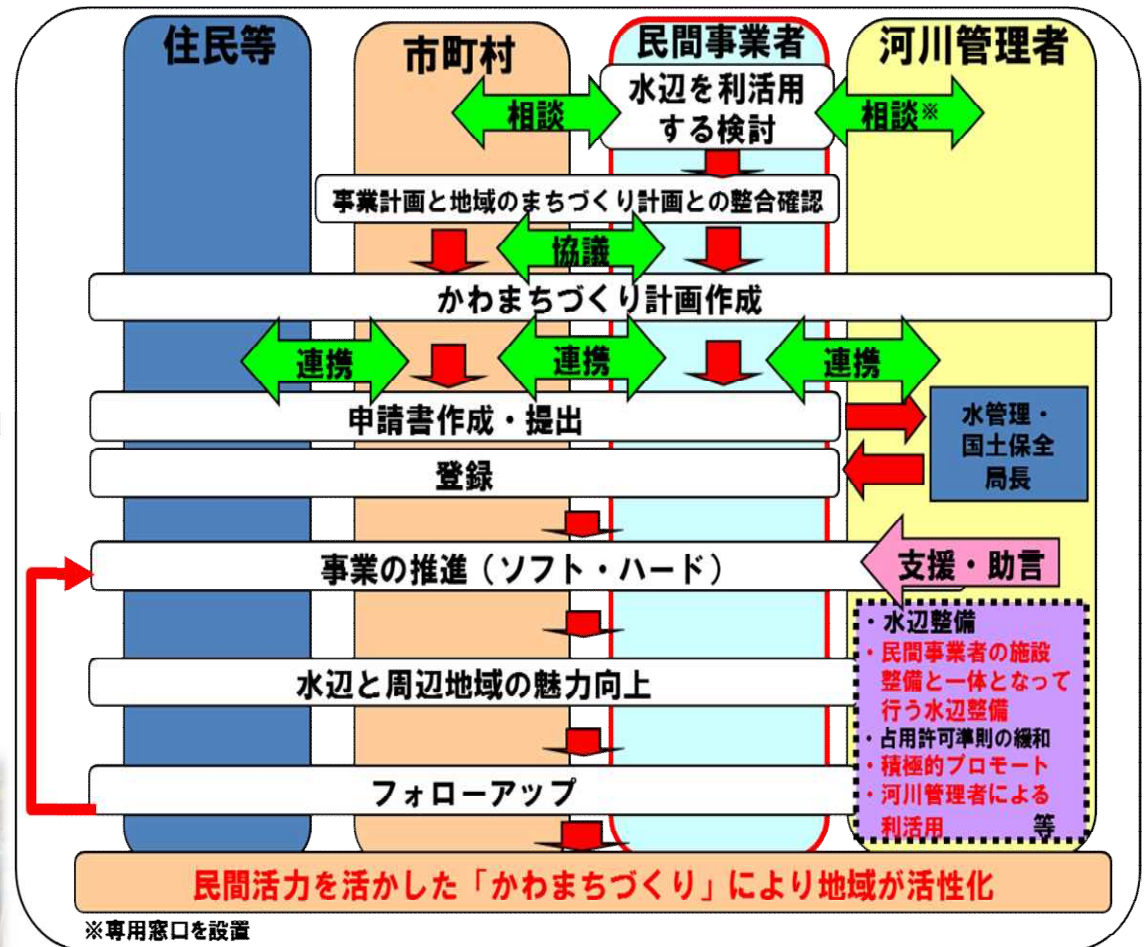 住民等
市町村
民間事業者
河川管理者
水辺を利活用
する検討
相談
相談※
事業計画と地域のまちづくり計画との整合確認
協議
かわまちづくり計画作成
連携
連携
連携
申請書作成・提出
水管理・
国土保全
局長
登録
事業の推進（ソフト・ハード）
支援・助言
・水辺整備
・民間事業者の施設
整備と一体となって
行う水辺整備
・占用許可準則の緩和
・積極的プロモート
・河川管理者による
利活用 等
水辺と周辺地域の魅力向上
フォローアップ
民間活力を活かした「かわまちづくり」により地域が活性化
※専用窓口を設置